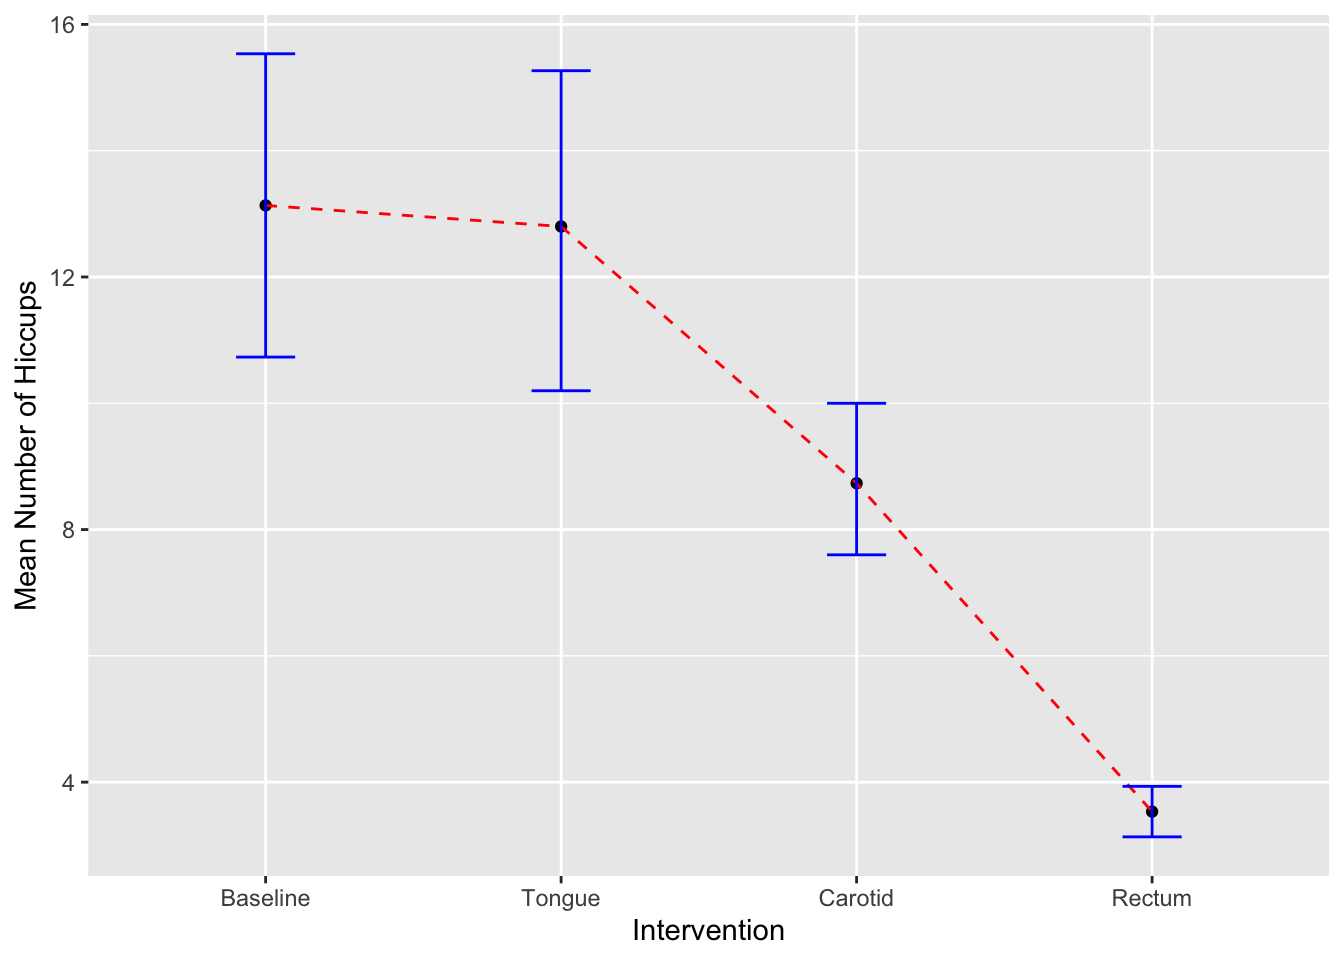 Mean Number of Hiccups
16
12
8
4
Baseline Tongue Carotid Rectum
Intervention